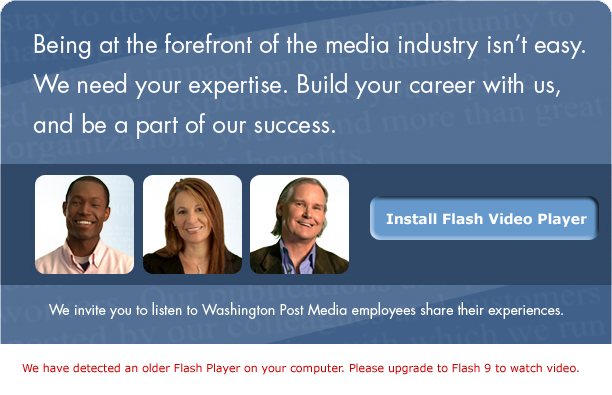 Being at the forefront of the media industry isn't easy.
We need your expertise. Build your career with us,
and be a part of our success.
Install Flash Video Player
We invite you to listen to Washington Post Media employees share their experiences.
We have detected an older Flash Player on your computer. Please upgrade to Flash 9 to watch video.